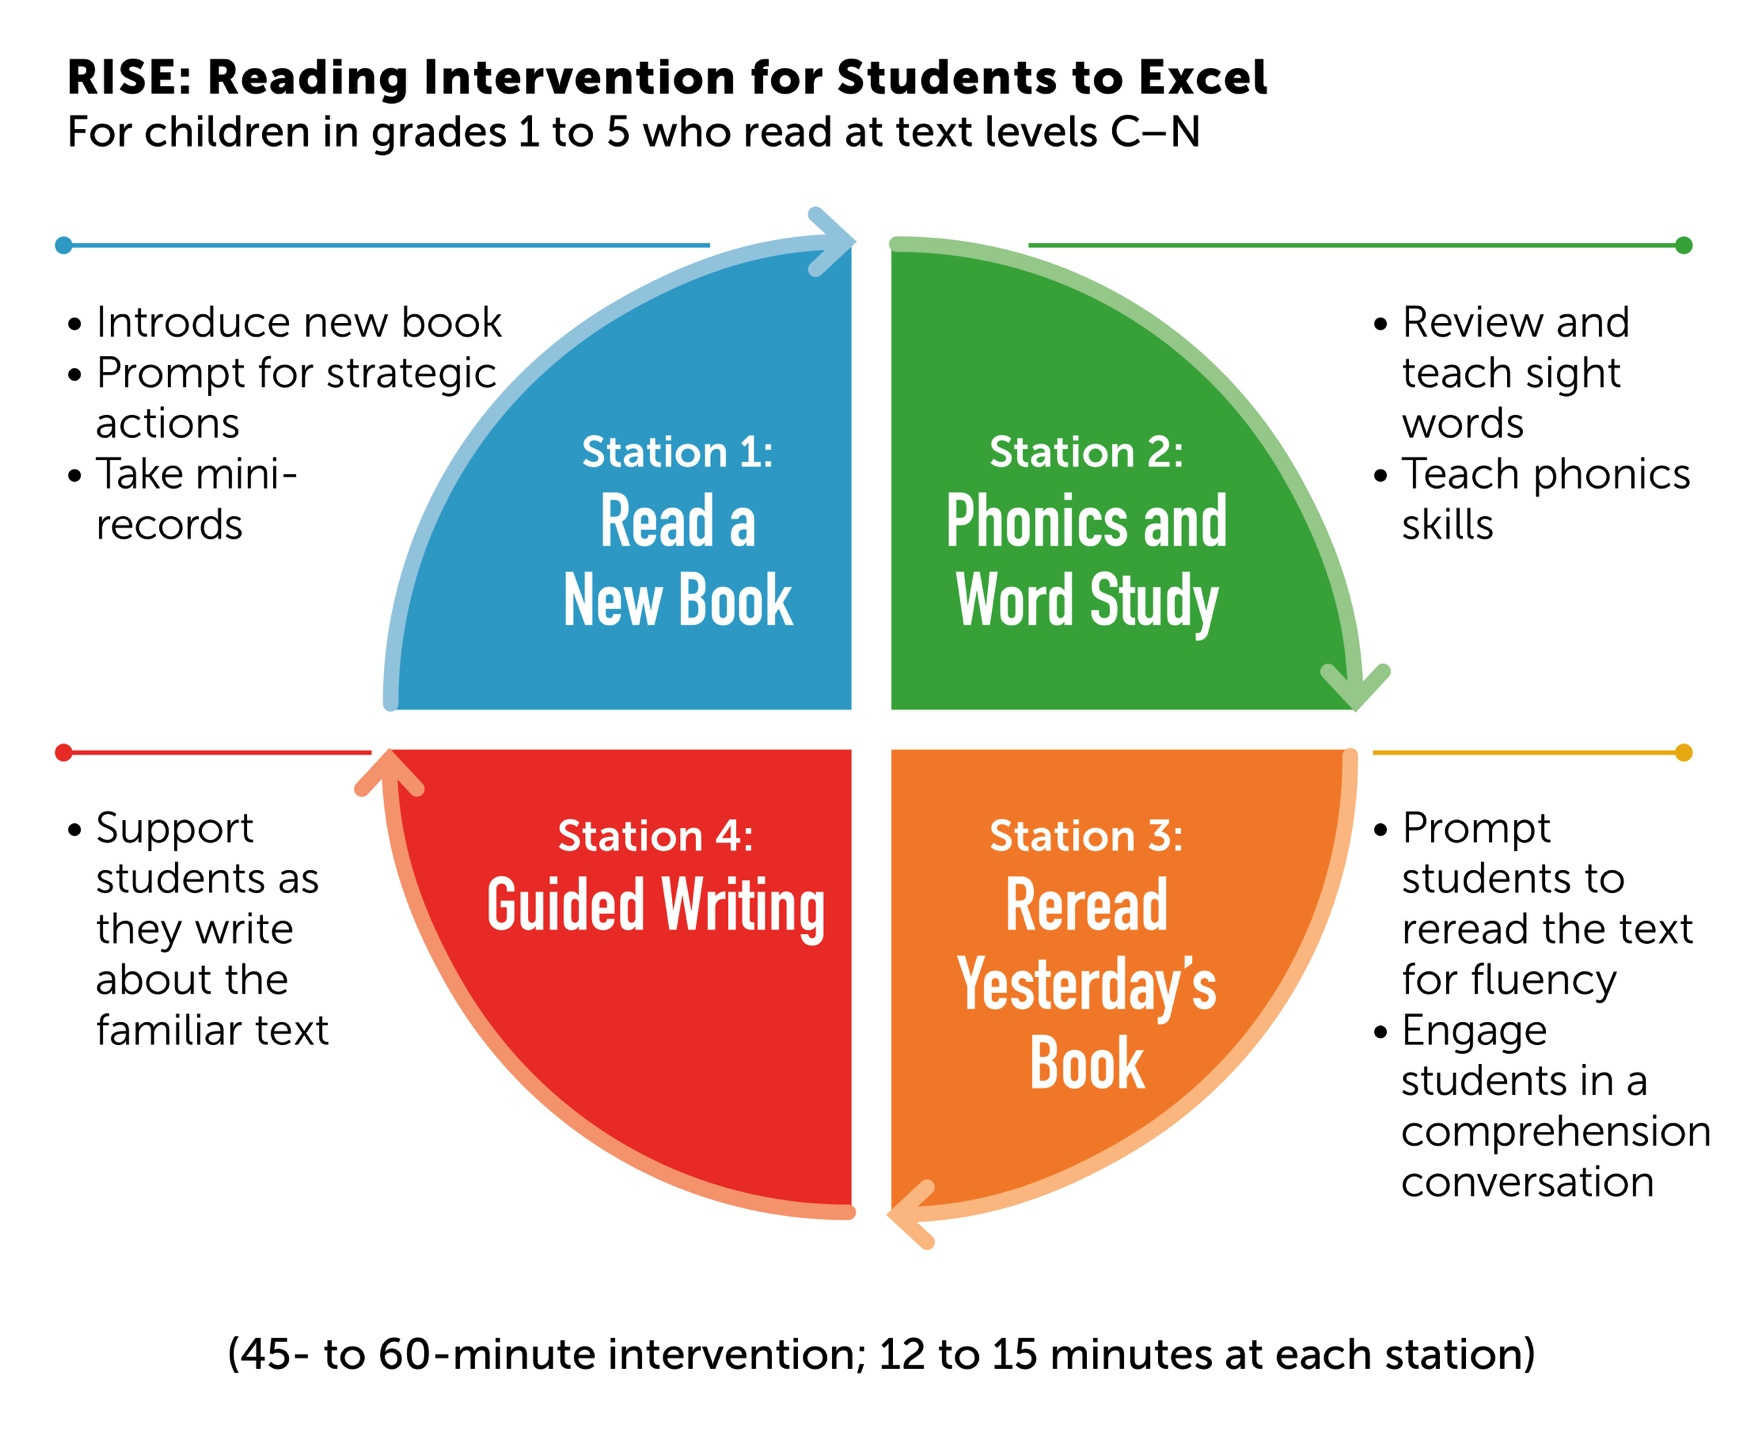 RISE: Reading Intervention for Students to Excel
For children in grades 1 to 5 who read at text levels C–N
• Introduce new book
• Prompt for strategic
actions
• Take mini-
records
Station 1:
Read a
New Book
Station 2:
Phonics and
Word Study
• Review and
teach sight
words
• Teach phonics
skills
• Support
students as
they write
about the
familiar text
Station 4:
Guided Writing
Station 3:
Reread
Yesterday’s
Book
• Prompt
students to
reread the text
for fluency
• Engage
students in a
comprehension
conversation
(45- to 60-minute intervention; 12 to 15 minutes at each station)